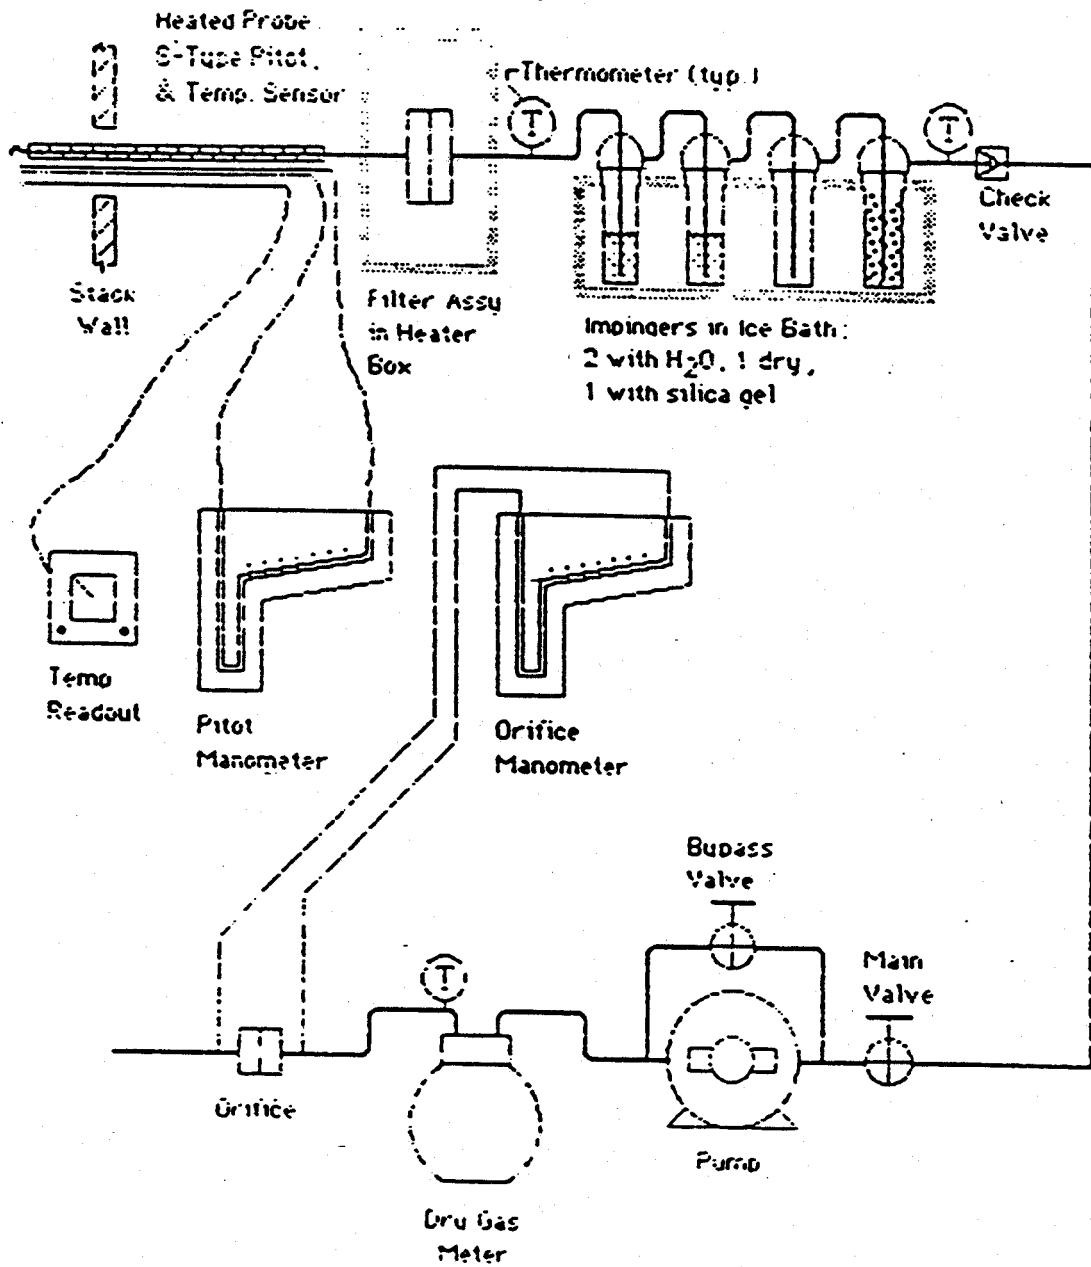 Heated Probe
S-Type Pitot,
& Temp. Sensor
Thermometer (typ.)
T
T
Check
Valve
Stack
Wall
Filter Assy
in Heater
Box
Impingers in Ice Bath:
2 with H2O, 1 dry,
1 with silica gel
Temp
Readout
Pitot
Manometer
Orifice
Manometer
Bypass
Valve
Main
Valve
T
Orifice
Pump
Dry Gas
Meter